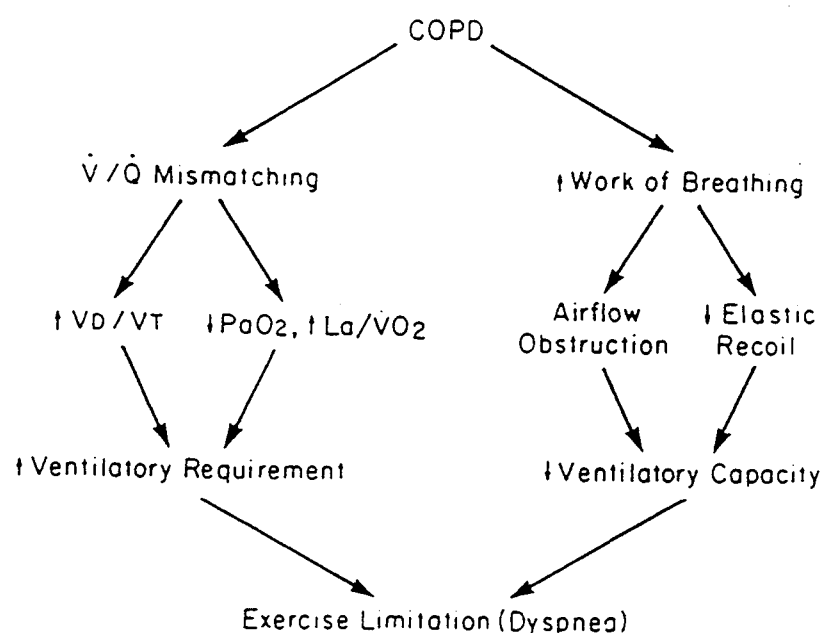 COPD
V̇/Q̇ Mismatching
↑Work of Breathing
↑VD/VT
↓PaO2, ↑La/V̇O2
Airflow
Obstruction
↓Elastic
Recoil
↑Ventilatory Requirement
↓Ventilatory Capacity
Exercise Limitation (Dyspnea)